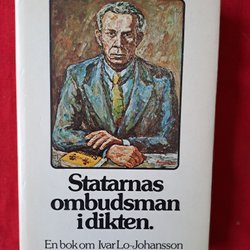 Statarnas
ombudsman
i dikten.
En bok om Ivar Lo-Johansson